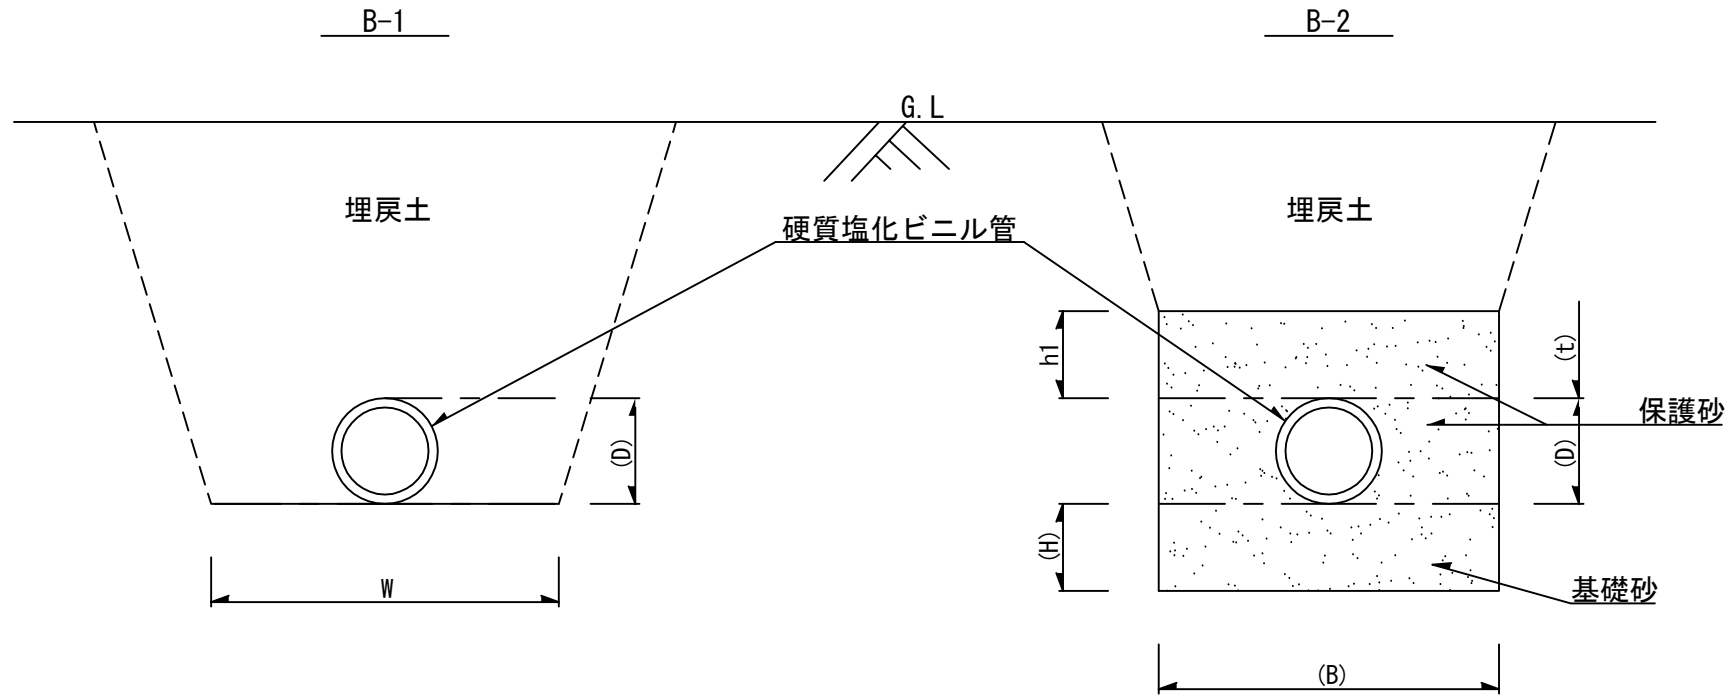 B-1
B-2
G.L
埋戻土
埋戻土
硬質塩化ビニル管
h1
(t)
保護砂
(D)
(D)
(H)
基礎砂
W
(B)